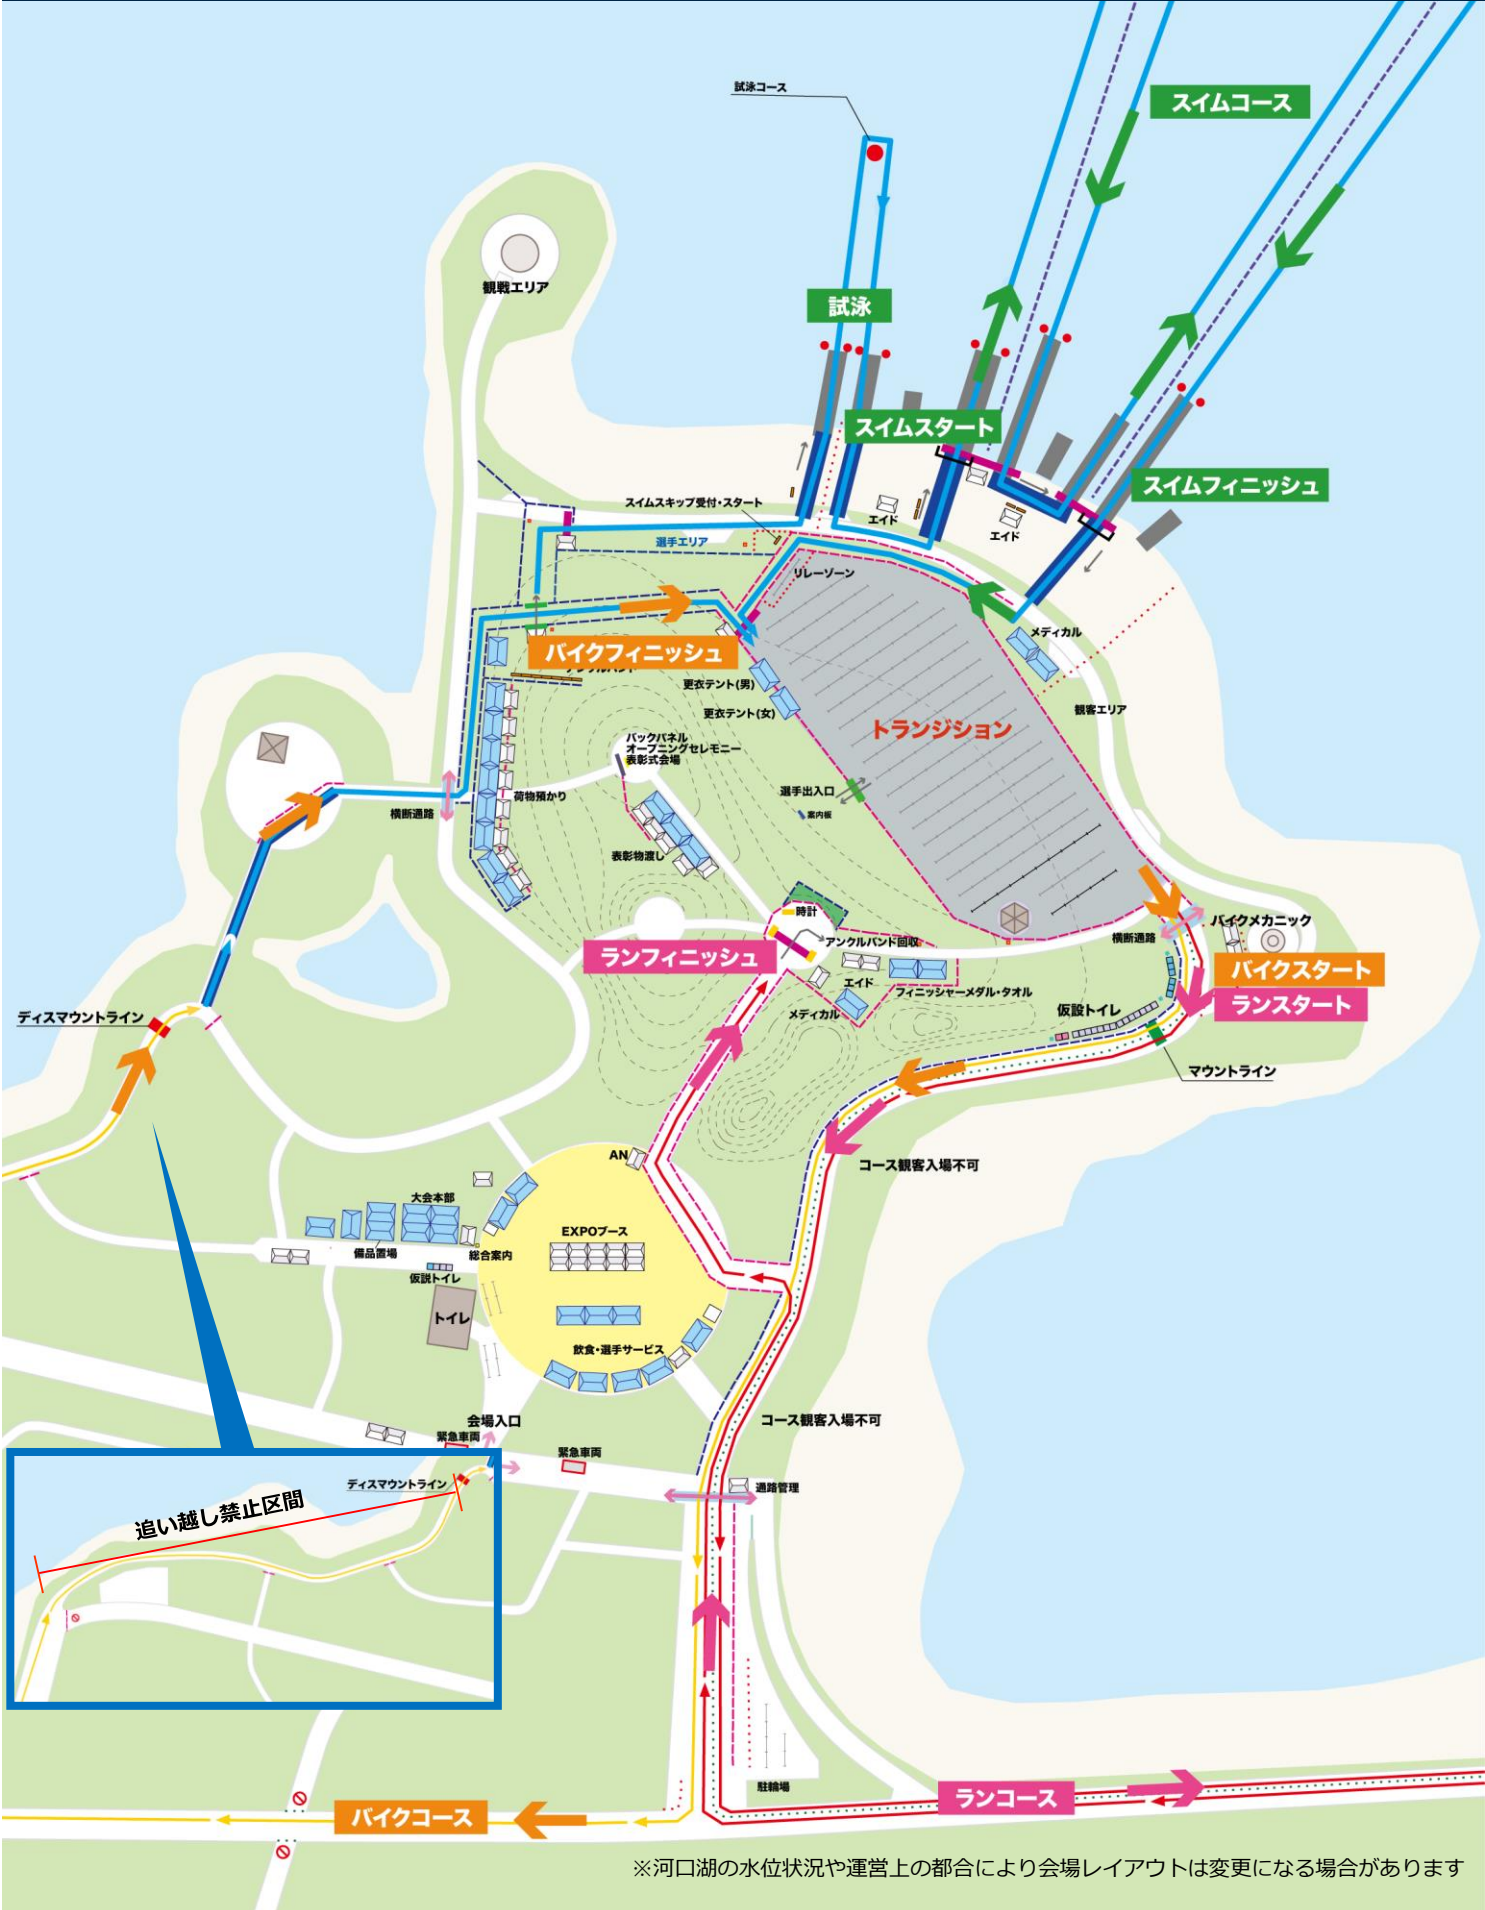 試泳コース
スイムコース
観戦エリア
試泳
スイムスタート
スイムフィニッシュ
スイムスキップ受付・スタート
エイド
エイド
選手エリア
リレーゾーン
メディカル
バイクフィニッシュ
更衣テント(男)
更衣テント(女)
観客エリア
トランジション
バックパネル
オープニングセレモニー
表彰式会場
選手出入口
案内板
荷物預かり
横断通路
表彰物渡し
時計
アンクルバンド回収
横断通路
バイクメカニック
ランフィニッシュ
バイクスタート
エイド
フィニッシャーメダル・タオル
ランスタート
メディカル
仮設トイレ
ディスマウントライン
マウントライン
AN
コース観客入場不可
大会本部
EXPOブース
備品置場
総合案内
仮説トイレ
トイレ
飲食・選手サービス
会場入口
コース観客入場不可
緊急車両
緊急車両
ディスマウントライン
通路管理
追い越し禁止区間
駐輪場
ランコース
バイクコース
※河口湖の水位状況や運営上の都合により会場レイアウトは変更になる場合があります